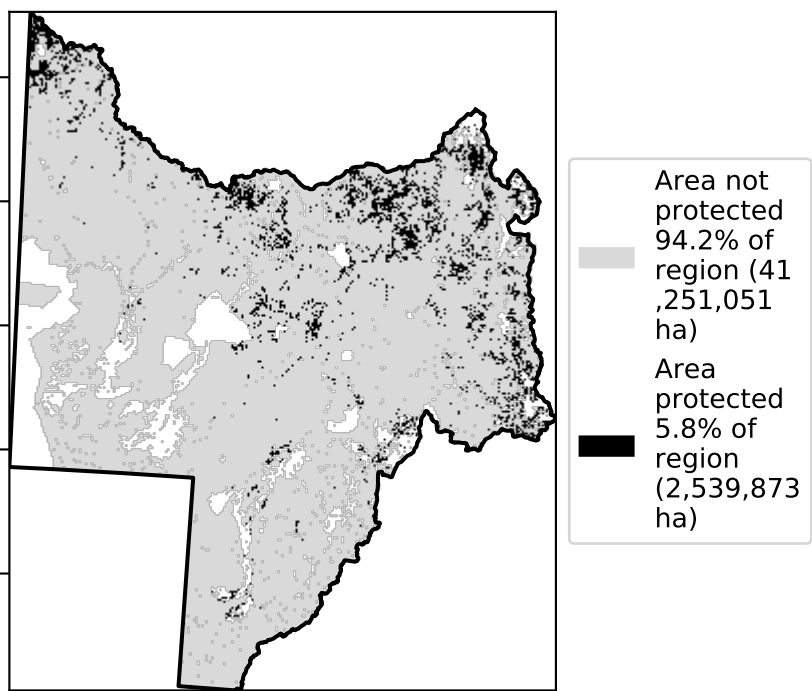 Area not
protected
94.2% of
region (41
,251,051
ha)
Area
protected
5.8% of
region
(2,539,873
ha)